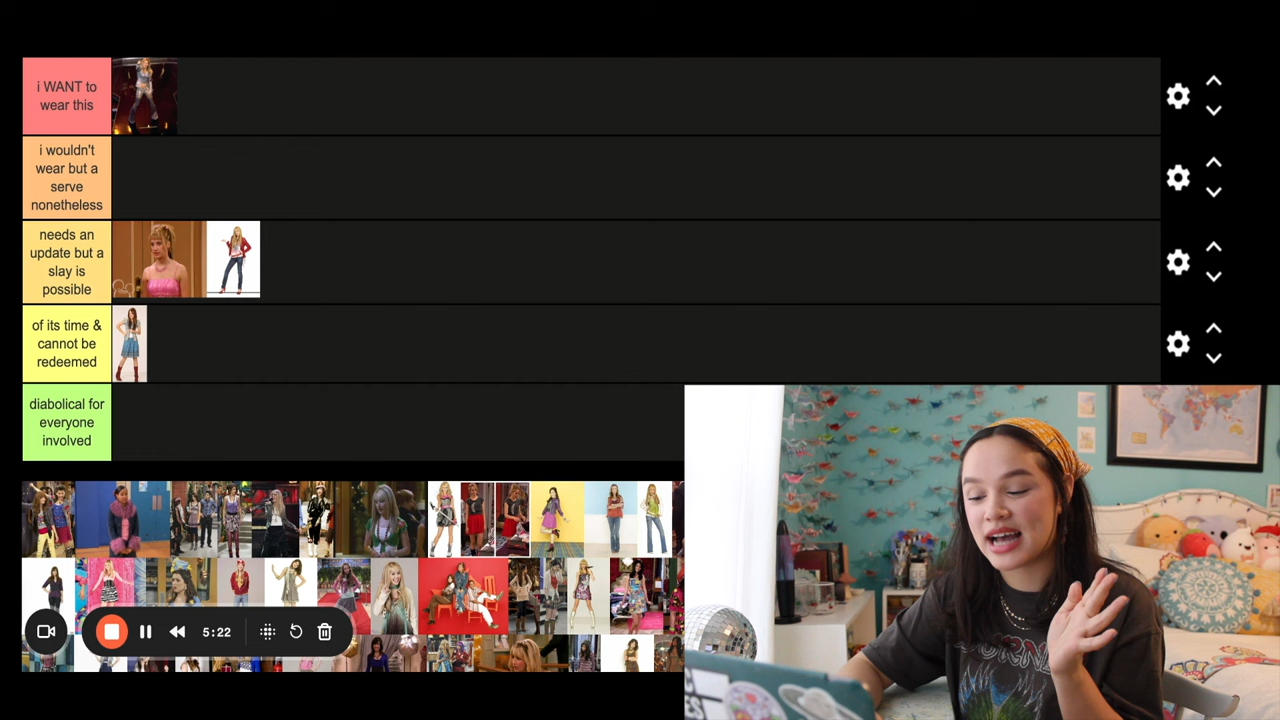 i WANT to
wear this
i wouldn't
wear but a
serve
nonetheless
needs an
update but a
slay is
possible
of its time &
cannot be
redeemed
diabolical for
everyone
involved
5:22